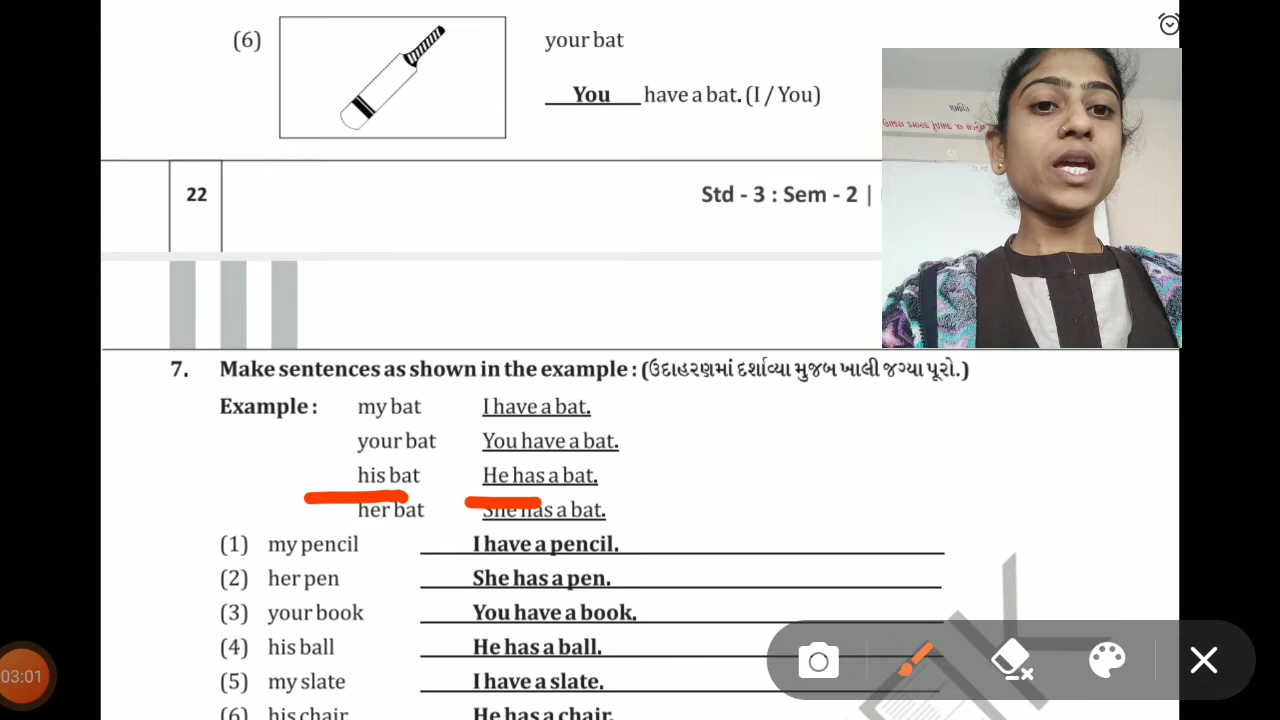 (6) your bat
You have a bat. (I / You)
22 Std - 3 : Sem - 2 |
7. Make sentences as shown in the example : (ઉદાહરણમાં દર્શાવ્યા મુજબ ખાલી જગ્યા પૂરો.)
Example : my bat I have a bat.
your bat You have a bat.
his bat He has a bat.
her bat She has a bat.
(1) my pencil I have a pencil.
(2) her pen She has a pen.
(3) your book You have a book.
(4) his ball He has a ball.
(5) my slate I have a slate.
(6) his chair He has a chair.
03:01